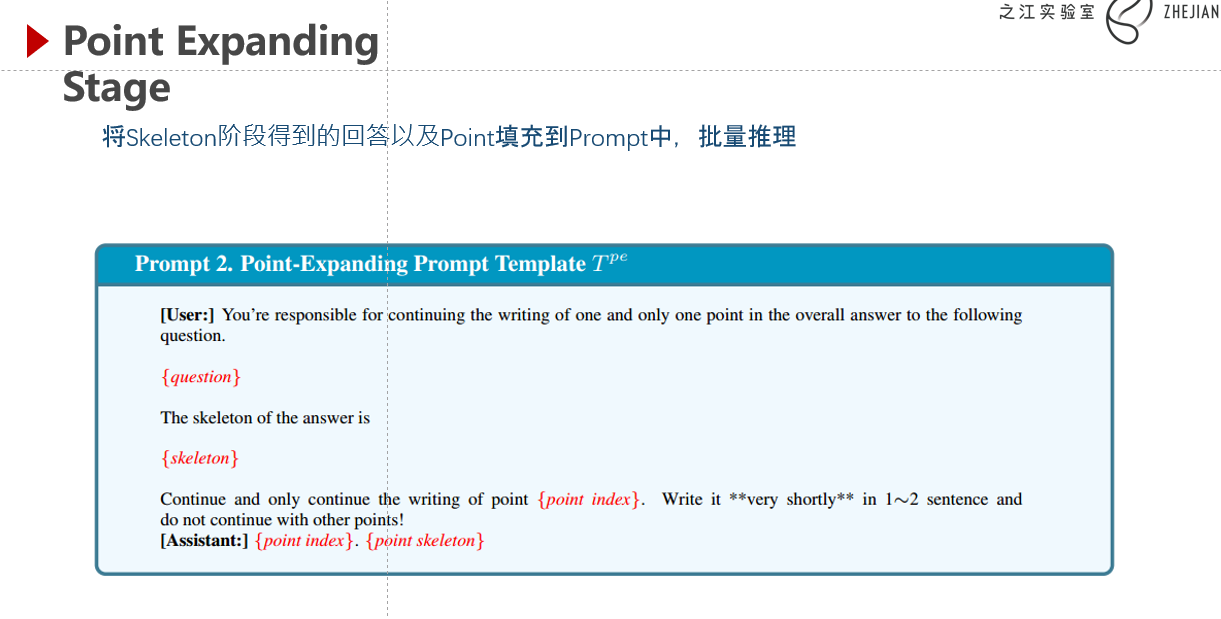 之江实验室
ZHEJIAN
Point Expanding
Stage
将Skeleton阶段得到的回答以及Point填充到Prompt中，批量推理
Prompt 2. Point-Expanding Prompt Template T^{pe}
[User:] You’re responsible for continuing the writing of one and only one point in the overall answer to the following
question.
{question}
The skeleton of the answer is
{skeleton}
Continue and only continue the writing of point {point index}. Write it **very shortly** in 1∼2 sentence and
do not continue with other points!
[Assistant:] {point index}. {point skeleton}